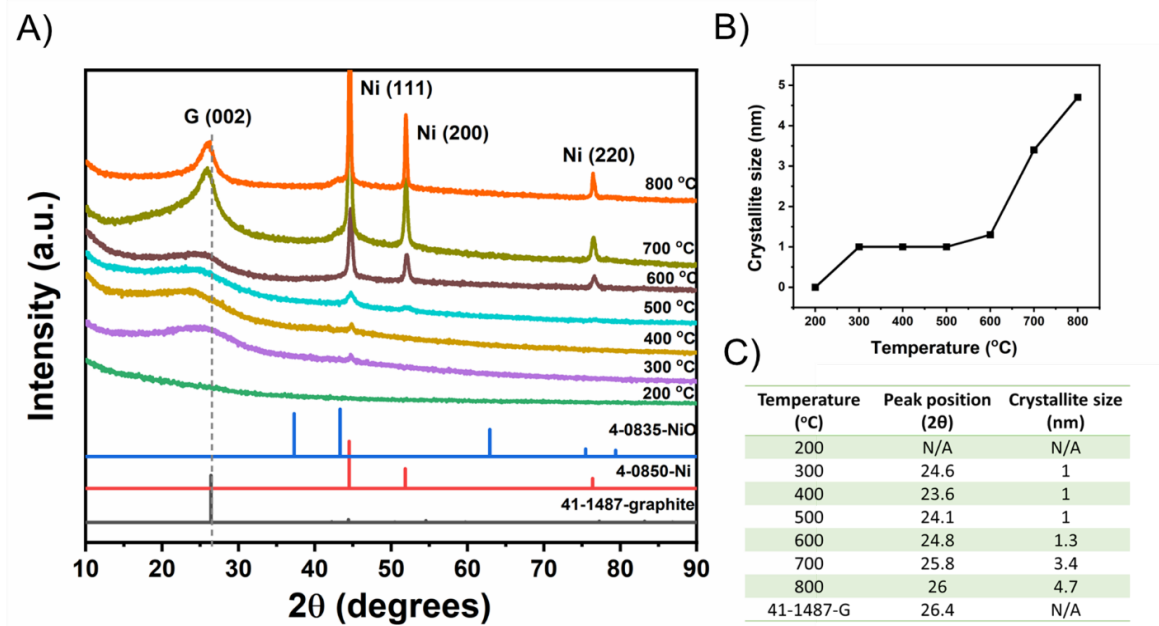 A)
Intensity (a.u.)
G (002)
Ni (111)
Ni (200)
Ni (220)
800 °C
700 °C
600 °C
500 °C
400 °C
300 °C
200 °C
4-0835-NiO
4-0850-Ni
41-1487-graphite
10 20 30 40 50 60 70 80 90
2θ (degrees)
B)
Crystallite size (nm)
5
4
3
2
1
0
200 300 400 500 600 700 800
Temperature (°C)
C)
Temperature Peak position Crystallite size
(°C) (2θ) (nm)
200 N/A N/A
300 24.6 1
400 23.6 1
500 24.1 1
600 24.8 1.3
700 25.8 3.4
800 26 4.7
41-1487-G 26.4 N/A